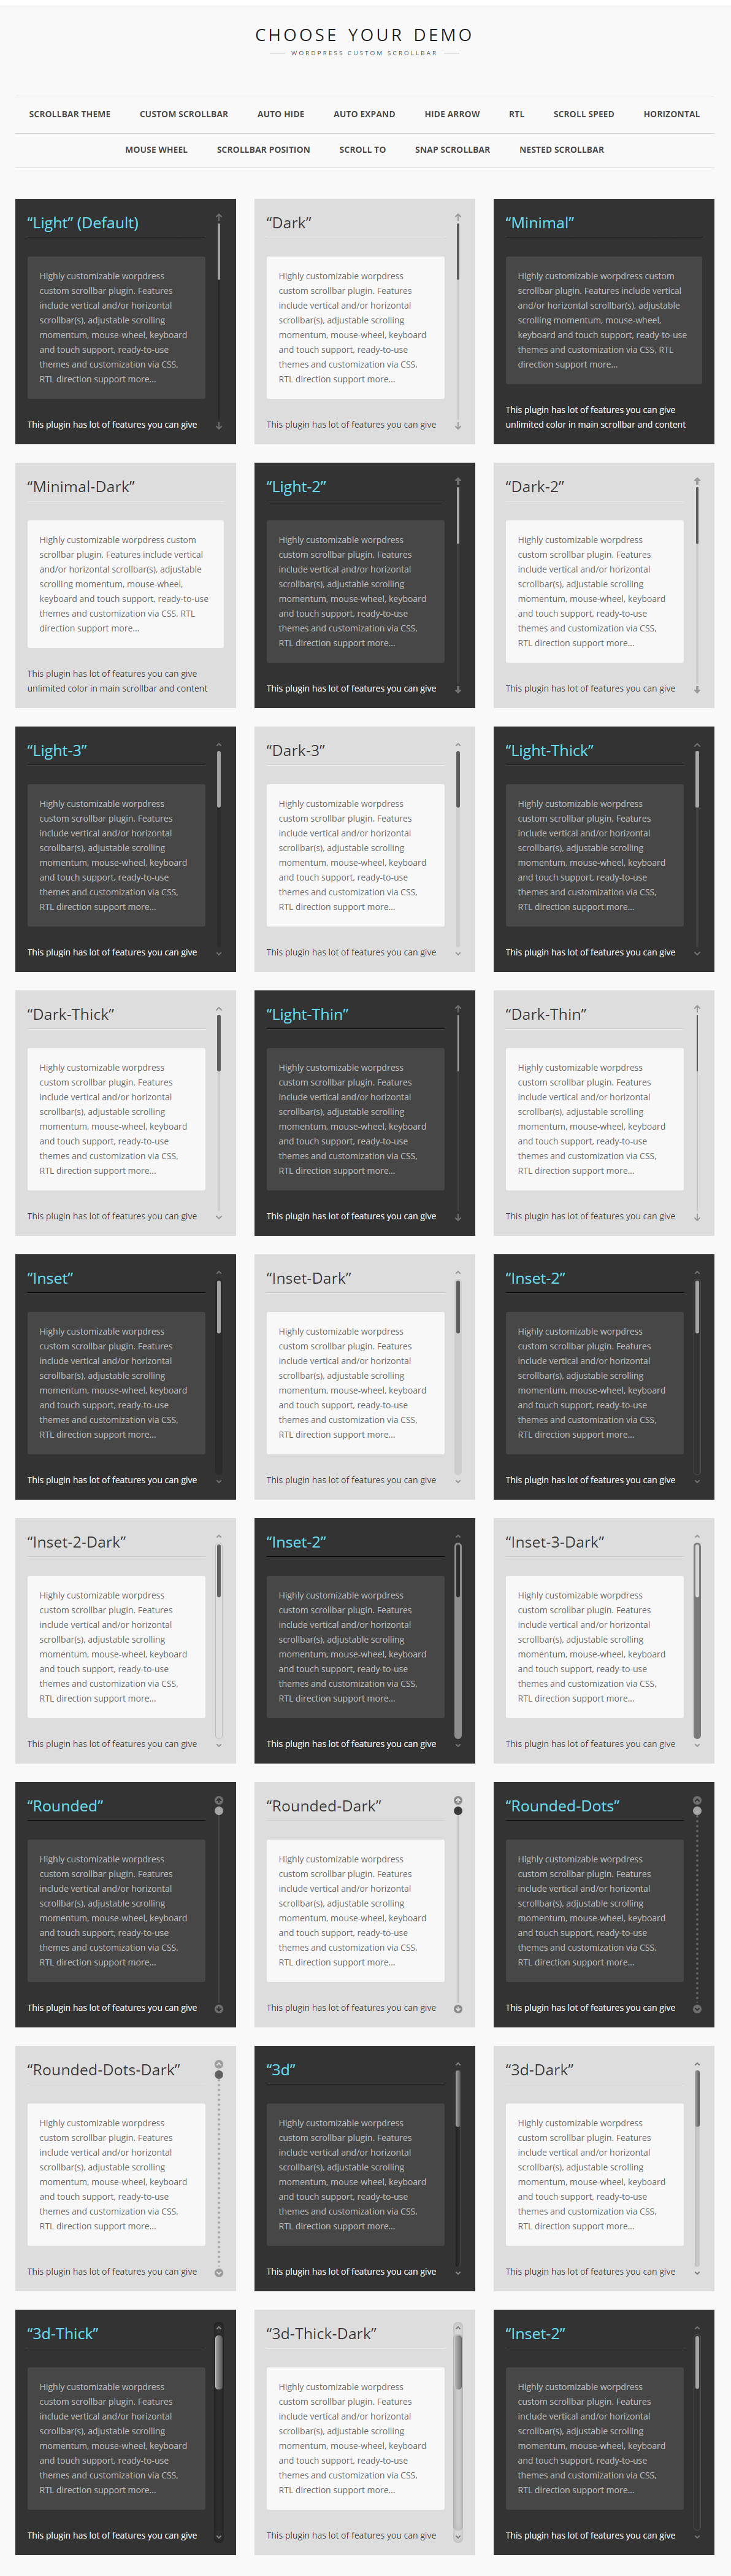 CHOOSE YOUR DEMO
WORDPRESS CUSTOM SCROLLBAR
SCROLLBAR THEME CUSTOM SCROLLBAR AUTO HIDE AUTO EXPAND HIDE ARROW RTL SCROLL SPEED HORIZONTAL
MOUSE WHEEL SCROLLBAR POSITION SCROLL TO SNAP SCROLLBAR NESTED SCROLLBAR
“Light” (Default)
Highly customizable worpdress
custom scrollbar plugin. Features
include vertical and/or horizontal
scrollbar(s), adjustable scrolling
momentum, mouse-wheel, keyboard
and touch support, ready-to-use
themes and customization via CSS,
RTL direction support more...
This plugin has lot of features you can give
“Dark”
Highly customizable worpdress
custom scrollbar plugin. Features
include vertical and/or horizontal
scrollbar(s), adjustable scrolling
momentum, mouse-wheel, keyboard
and touch support, ready-to-use
themes and customization via CSS,
RTL direction support more...
This plugin has lot of features you can give
“Minimal”
Highly customizable worpdress custom
scrollbar plugin. Features include vertical
and/or horizontal scrollbar(s), adjustable
scrolling momentum, mouse-wheel,
keyboard and touch support, ready-to-use
themes and customization via CSS, RTL
direction support more...
This plugin has lot of features you can give
unlimited color in main scrollbar and content
“Minimal-Dark”
Highly customizable worpdress custom
scrollbar plugin. Features include vertical
and/or horizontal scrollbar(s), adjustable
scrolling momentum, mouse-wheel,
keyboard and touch support, ready-to-use
themes and customization via CSS, RTL
direction support more...
This plugin has lot of features you can give
unlimited color in main scrollbar and content
“Light-2”
Highly customizable worpdress
custom scrollbar plugin. Features
include vertical and/or horizontal
scrollbar(s), adjustable scrolling
momentum, mouse-wheel, keyboard
and touch support, ready-to-use
themes and customization via CSS,
RTL direction support more...
This plugin has lot of features you can give
“Dark-2”
Highly customizable worpdress
custom scrollbar plugin. Features
include vertical and/or horizontal
scrollbar(s), adjustable scrolling
momentum, mouse-wheel, keyboard
and touch support, ready-to-use
themes and customization via CSS,
RTL direction support more...
This plugin has lot of features you can give
“Light-3”
Highly customizable worpdress
custom scrollbar plugin. Features
include vertical and/or horizontal
scrollbar(s), adjustable scrolling
momentum, mouse-wheel, keyboard
and touch support, ready-to-use
themes and customization via CSS,
RTL direction support more...
This plugin has lot of features you can give
“Dark-3”
Highly customizable worpdress
custom scrollbar plugin. Features
include vertical and/or horizontal
scrollbar(s), adjustable scrolling
momentum, mouse-wheel, keyboard
and touch support, ready-to-use
themes and customization via CSS,
RTL direction support more...
This plugin has lot of features you can give
“Light-Thick”
Highly customizable worpdress
custom scrollbar plugin. Features
include vertical and/or horizontal
scrollbar(s), adjustable scrolling
momentum, mouse-wheel, keyboard
and touch support, ready-to-use
themes and customization via CSS,
RTL direction support more...
This plugin has lot of features you can give
“Dark-Thick”
Highly customizable worpdress
custom scrollbar plugin. Features
include vertical and/or horizontal
scrollbar(s), adjustable scrolling
momentum, mouse-wheel, keyboard
and touch support, ready-to-use
themes and customization via CSS,
RTL direction support more...
This plugin has lot of features you can give
“Light-Thin”
Highly customizable worpdress
custom scrollbar plugin. Features
include vertical and/or horizontal
scrollbar(s), adjustable scrolling
momentum, mouse-wheel, keyboard
and touch support, ready-to-use
themes and customization via CSS,
RTL direction support more...
This plugin has lot of features you can give
“Dark-Thin”
Highly customizable worpdress
custom scrollbar plugin. Features
include vertical and/or horizontal
scrollbar(s), adjustable scrolling
momentum, mouse-wheel, keyboard
and touch support, ready-to-use
themes and customization via CSS,
RTL direction support more...
This plugin has lot of features you can give
“Inset”
Highly customizable worpdress
custom scrollbar plugin. Features
include vertical and/or horizontal
scrollbar(s), adjustable scrolling
momentum, mouse-wheel, keyboard
and touch support, ready-to-use
themes and customization via CSS,
RTL direction support more...
This plugin has lot of features you can give
“Inset-Dark”
Highly customizable worpdress
custom scrollbar plugin. Features
include vertical and/or horizontal
scrollbar(s), adjustable scrolling
momentum, mouse-wheel, keyboard
and touch support, ready-to-use
themes and customization via CSS,
RTL direction support more...
This plugin has lot of features you can give
“Inset-2”
Highly customizable worpdress
custom scrollbar plugin. Features
include vertical and/or horizontal
scrollbar(s), adjustable scrolling
momentum, mouse-wheel, keyboard
and touch support, ready-to-use
themes and customization via CSS,
RTL direction support more...
This plugin has lot of features you can give
“Inset-2-Dark”
Highly customizable worpdress
custom scrollbar plugin. Features
include vertical and/or horizontal
scrollbar(s), adjustable scrolling
momentum, mouse-wheel, keyboard
and touch support, ready-to-use
themes and customization via CSS,
RTL direction support more...
This plugin has lot of features you can give
“Inset-2”
Highly customizable worpdress
custom scrollbar plugin. Features
include vertical and/or horizontal
scrollbar(s), adjustable scrolling
momentum, mouse-wheel, keyboard
and touch support, ready-to-use
themes and customization via CSS,
RTL direction support more...
This plugin has lot of features you can give
“Inset-3-Dark”
Highly customizable worpdress
custom scrollbar plugin. Features
include vertical and/or horizontal
scrollbar(s), adjustable scrolling
momentum, mouse-wheel, keyboard
and touch support, ready-to-use
themes and customization via CSS,
RTL direction support more...
This plugin has lot of features you can give
“Rounded”
Highly customizable worpdress
custom scrollbar plugin. Features
include vertical and/or horizontal
scrollbar(s), adjustable scrolling
momentum, mouse-wheel, keyboard
and touch support, ready-to-use
themes and customization via CSS,
RTL direction support more...
This plugin has lot of features you can give
“Rounded-Dark”
Highly customizable worpdress
custom scrollbar plugin. Features
include vertical and/or horizontal
scrollbar(s), adjustable scrolling
momentum, mouse-wheel, keyboard
and touch support, ready-to-use
themes and customization via CSS,
RTL direction support more...
This plugin has lot of features you can give
“Rounded-Dots”
Highly customizable worpdress
custom scrollbar plugin. Features
include vertical and/or horizontal
scrollbar(s), adjustable scrolling
momentum, mouse-wheel, keyboard
and touch support, ready-to-use
themes and customization via CSS,
RTL direction support more...
This plugin has lot of features you can give
“Rounded-Dots-Dark”
Highly customizable worpdress
custom scrollbar plugin. Features
include vertical and/or horizontal
scrollbar(s), adjustable scrolling
momentum, mouse-wheel, keyboard
and touch support, ready-to-use
themes and customization via CSS,
RTL direction support more...
This plugin has lot of features you can give
“3d”
Highly customizable worpdress
custom scrollbar plugin. Features
include vertical and/or horizontal
scrollbar(s), adjustable scrolling
momentum, mouse-wheel, keyboard
and touch support, ready-to-use
themes and customization via CSS,
RTL direction support more...
This plugin has lot of features you can give
“3d-Dark”
Highly customizable worpdress
custom scrollbar plugin. Features
include vertical and/or horizontal
scrollbar(s), adjustable scrolling
momentum, mouse-wheel, keyboard
and touch support, ready-to-use
themes and customization via CSS,
RTL direction support more...
This plugin has lot of features you can give
“3d-Thick”
Highly customizable worpdress
custom scrollbar plugin. Features
include vertical and/or horizontal
scrollbar(s), adjustable scrolling
momentum, mouse-wheel, keyboard
and touch support, ready-to-use
themes and customization via CSS,
RTL direction support more...
This plugin has lot of features you can give
“3d-Thick-Dark”
Highly customizable worpdress
custom scrollbar plugin. Features
include vertical and/or horizontal
scrollbar(s), adjustable scrolling
momentum, mouse-wheel, keyboard
and touch support, ready-to-use
themes and customization via CSS,
RTL direction support more...
This plugin has lot of features you can give
“Inset-2”
Highly customizable worpdress
custom scrollbar plugin. Features
include vertical and/or horizontal
scrollbar(s), adjustable scrolling
momentum, mouse-wheel, keyboard
and touch support, ready-to-use
themes and customization via CSS,
RTL direction support more...
This plugin has lot of features you can give